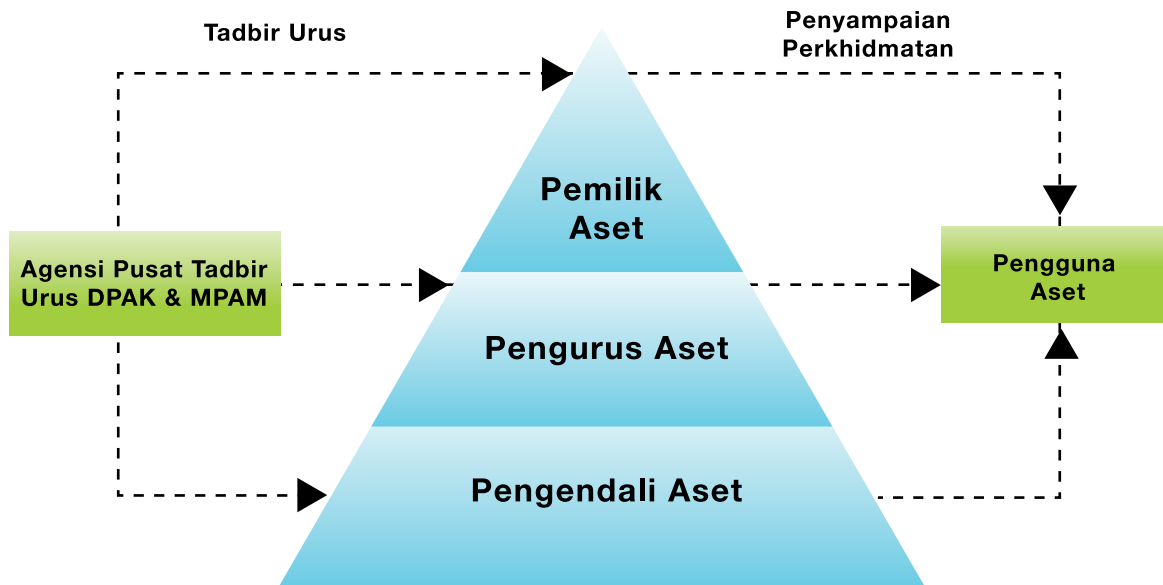 Tadbir Urus
Penyampaian
Perkhidmatan
Pemilik
Aset
Agensi Pusat Tadbir
Urus DPAK & MPAM
Pengguna
Aset
Pengurus Aset
Pengendali Aset